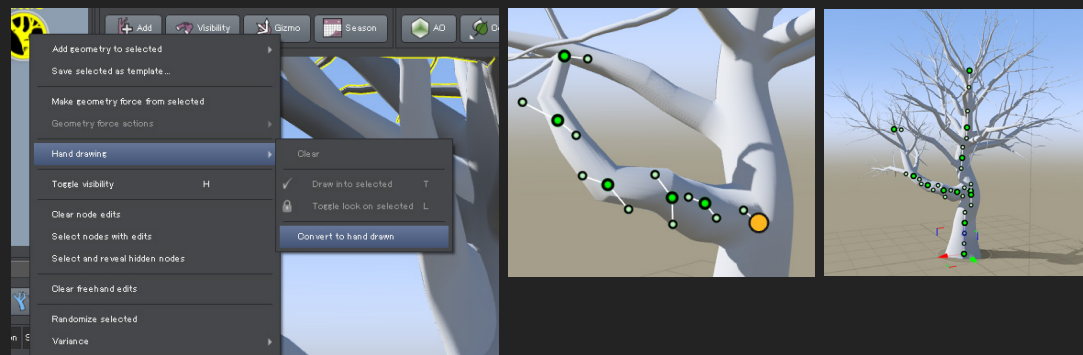 Add
Visibility
Gizmo
Season
AO
Add geometry to selected
Save selected as template...
Make geometry force from selected
Geometry force actions
Hand drawing
Clear
Toggle visibility H
Draw into selected T
Toggle look on selected L
Clear node edits
Select nodes with edits
Convert to hand drawn
Select and reveal hidden nodes
Clear freehand edits
Randomize selected
Variance